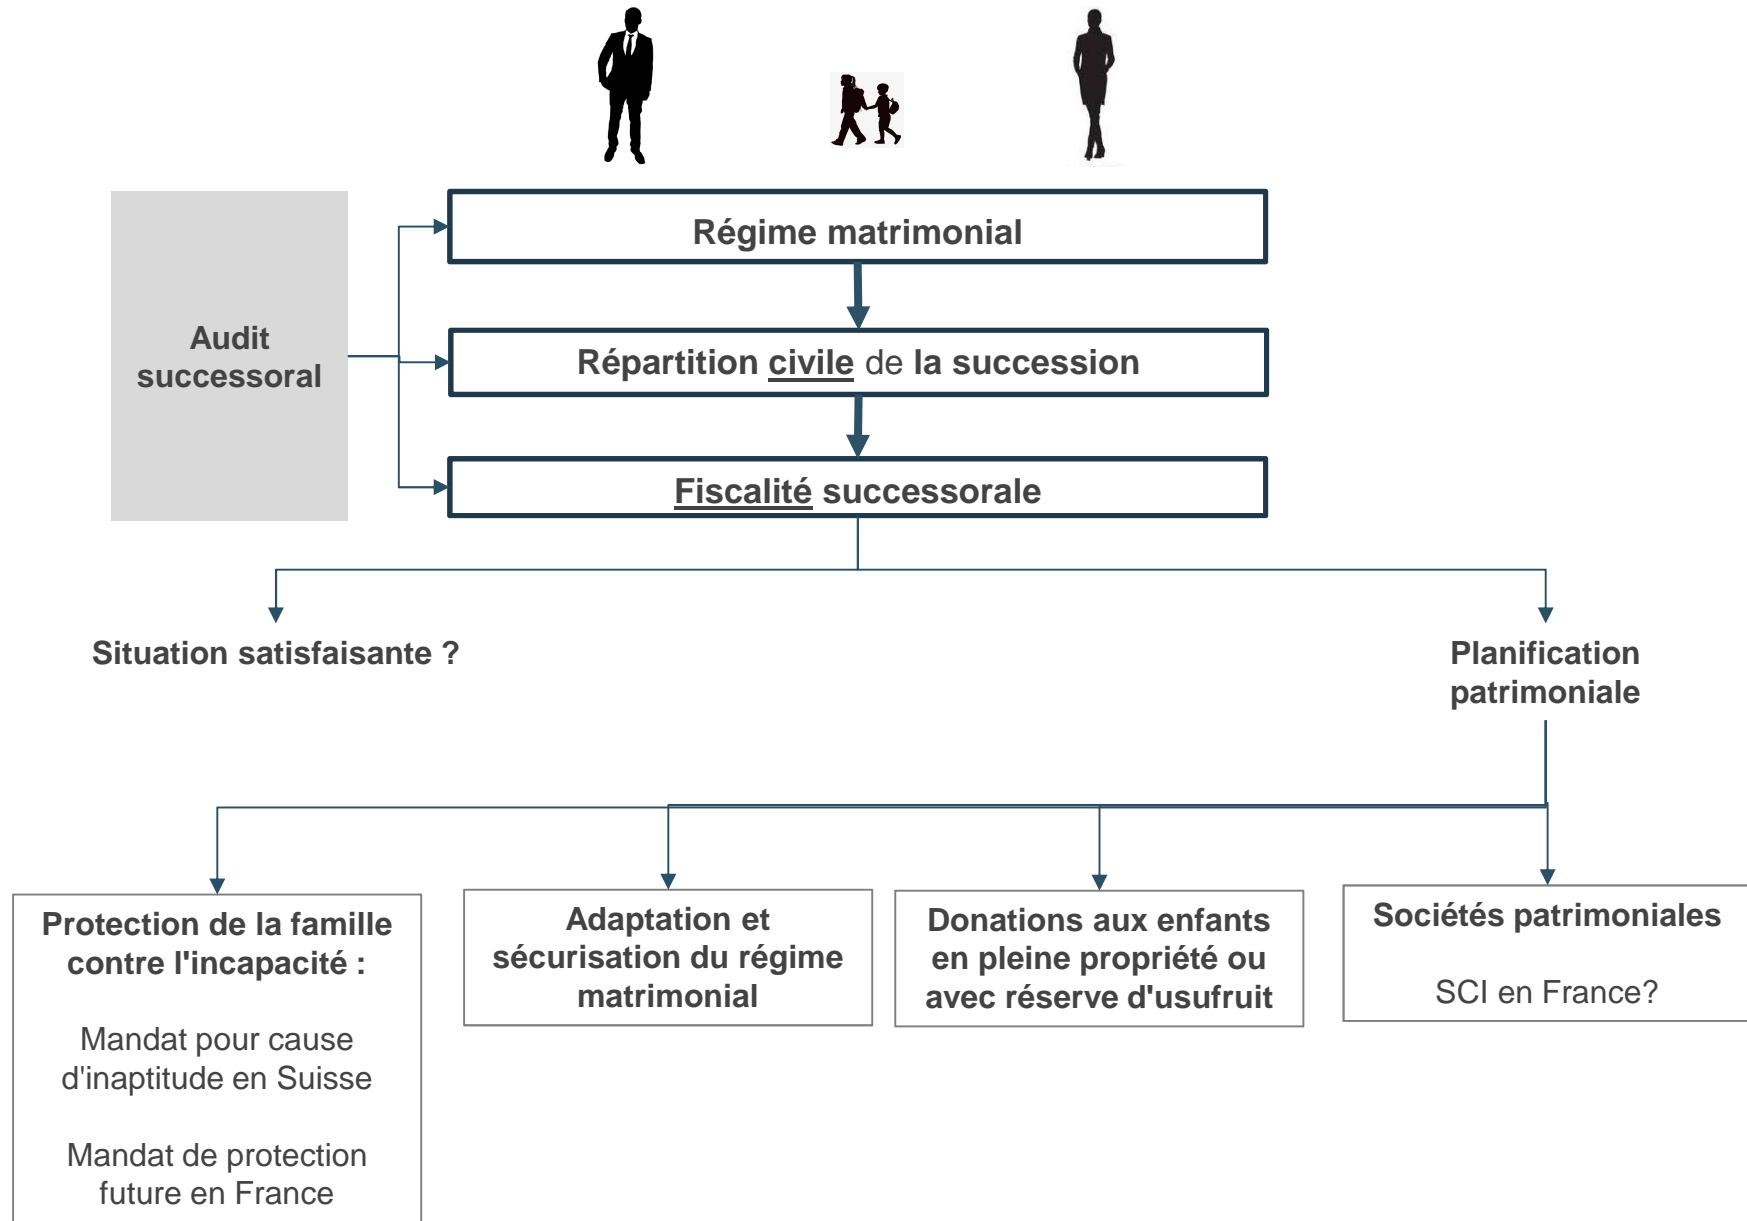 Régime matrimonial
Audit
successoral
Répartition civile de la succession
Fiscalité successorale
Situation satisfaisante ?
Planification
patrimoniale
Protection de la famille
contre l'incapacité :
Mandat pour cause
d'inaptitude en Suisse
Mandat de protection
future en France
Adaptation et
sécurisation du régime
matrimonial
Donations aux enfants
en pleine propriété ou
avec réserve d'usufruit
Sociétés patrimoniales
SCI en France?